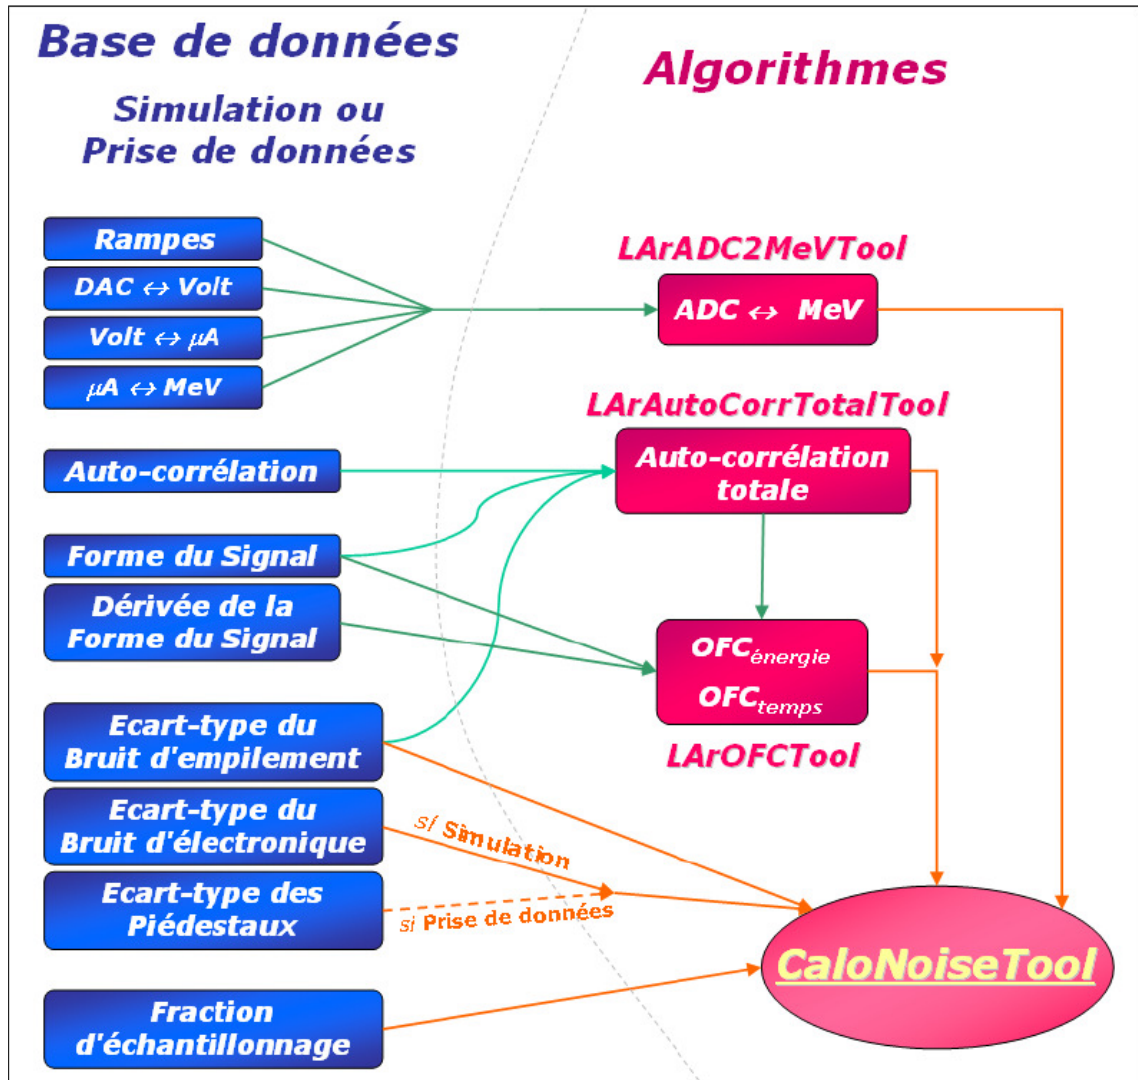 Base de données
Simulation ou
Prise de données
Algorithmes
Rampes
DAC ↔ Volt
Volt ↔ µA
µA ↔ MeV
LArADC2MeVTool
ADC ↔ MeV
LArAutoCorrTotalTool
Auto-corrélation
Auto-corrélation
totale
Forme du Signal
Dérivée de la
Forme du Signal
OFCénergie
OFCtemps
LArOFCTool
Ecart-type du
Bruit d'empilement
Ecart-type du
Bruit d'électronique
si Simulation
Ecart-type des
Piédestaux
si Prise de données
CaloNoiseTool
Fraction
d'échantillonnage